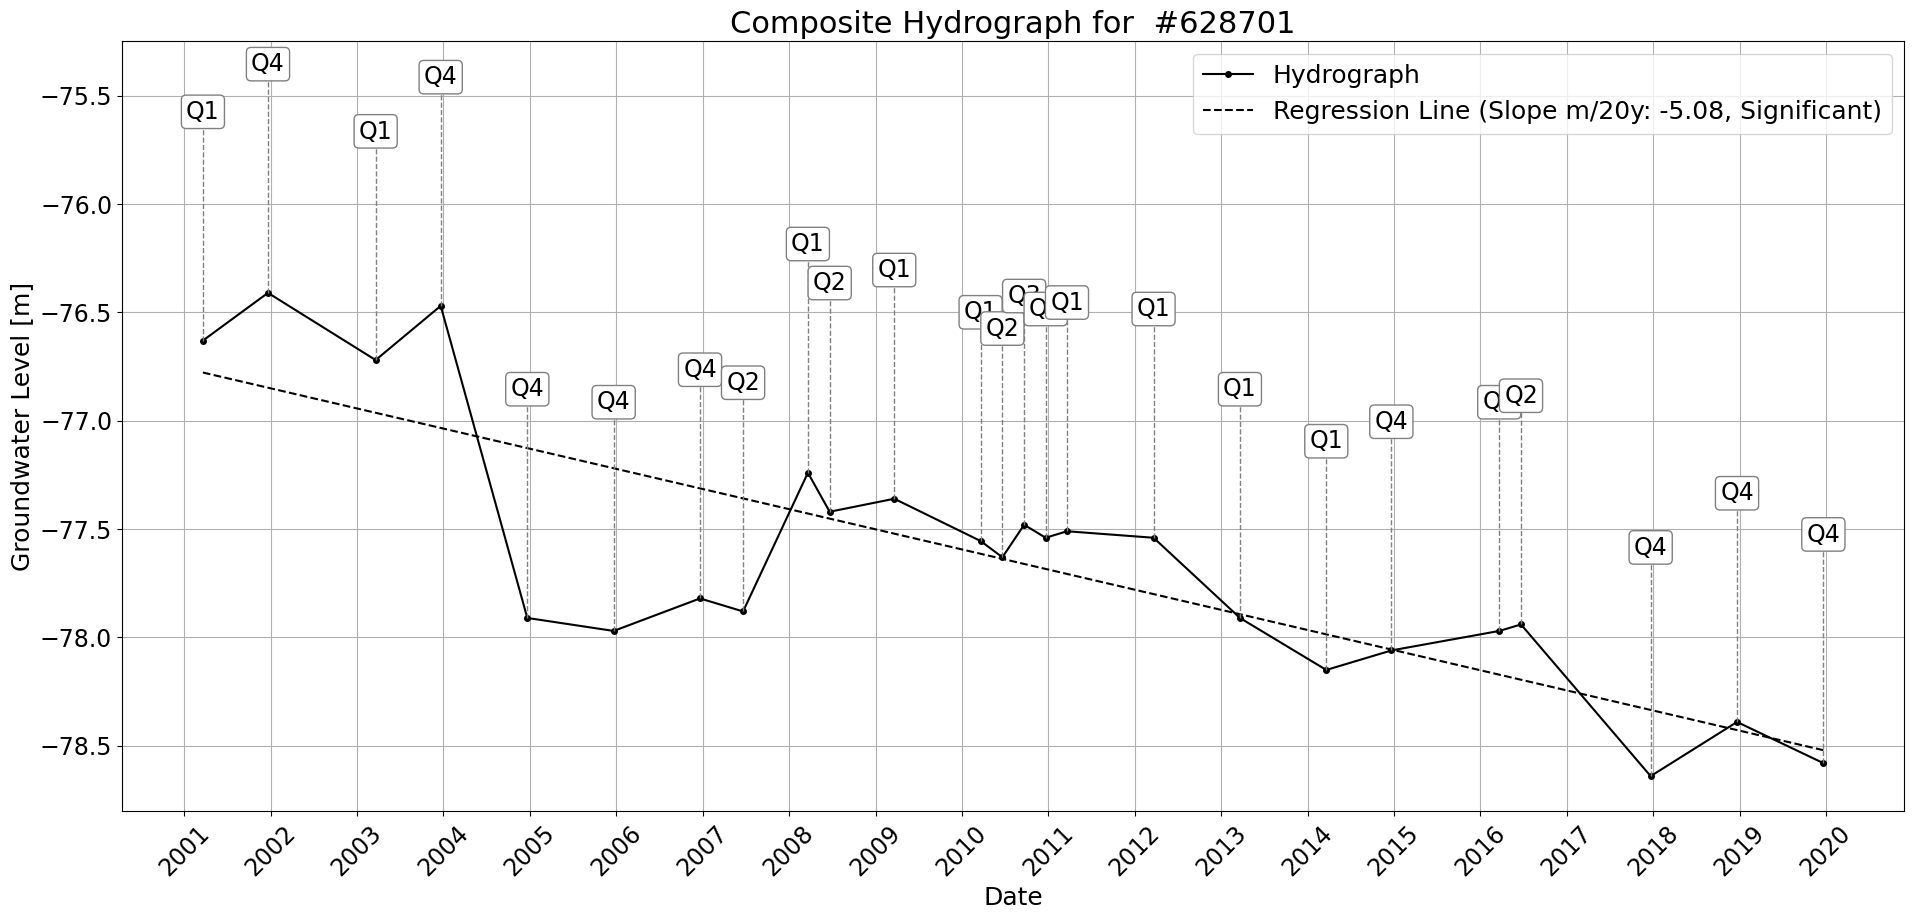 Composite Hydrograph for #628701
Hydrograph
Regression Line (Slope m/20y: -5.08, Significant)
Groundwater Level [m]
−75.5
−76.0
−76.5
−77.0
−77.5
−78.0
−78.5
Q1
Q4
Q1
Q4
Q4
Q4
Q4
Q2
Q1
Q2
Q1
Q1
Q2
Q3
Q1
Q1
Q1
Q1
Q4
Q2
Q4
Q4
Q4
2001
2002
2003
2004
2005
2006
2007
2008
2009
2010
2011
2012
2013
2014
2015
2016
2017
2018
2019
2020
Date